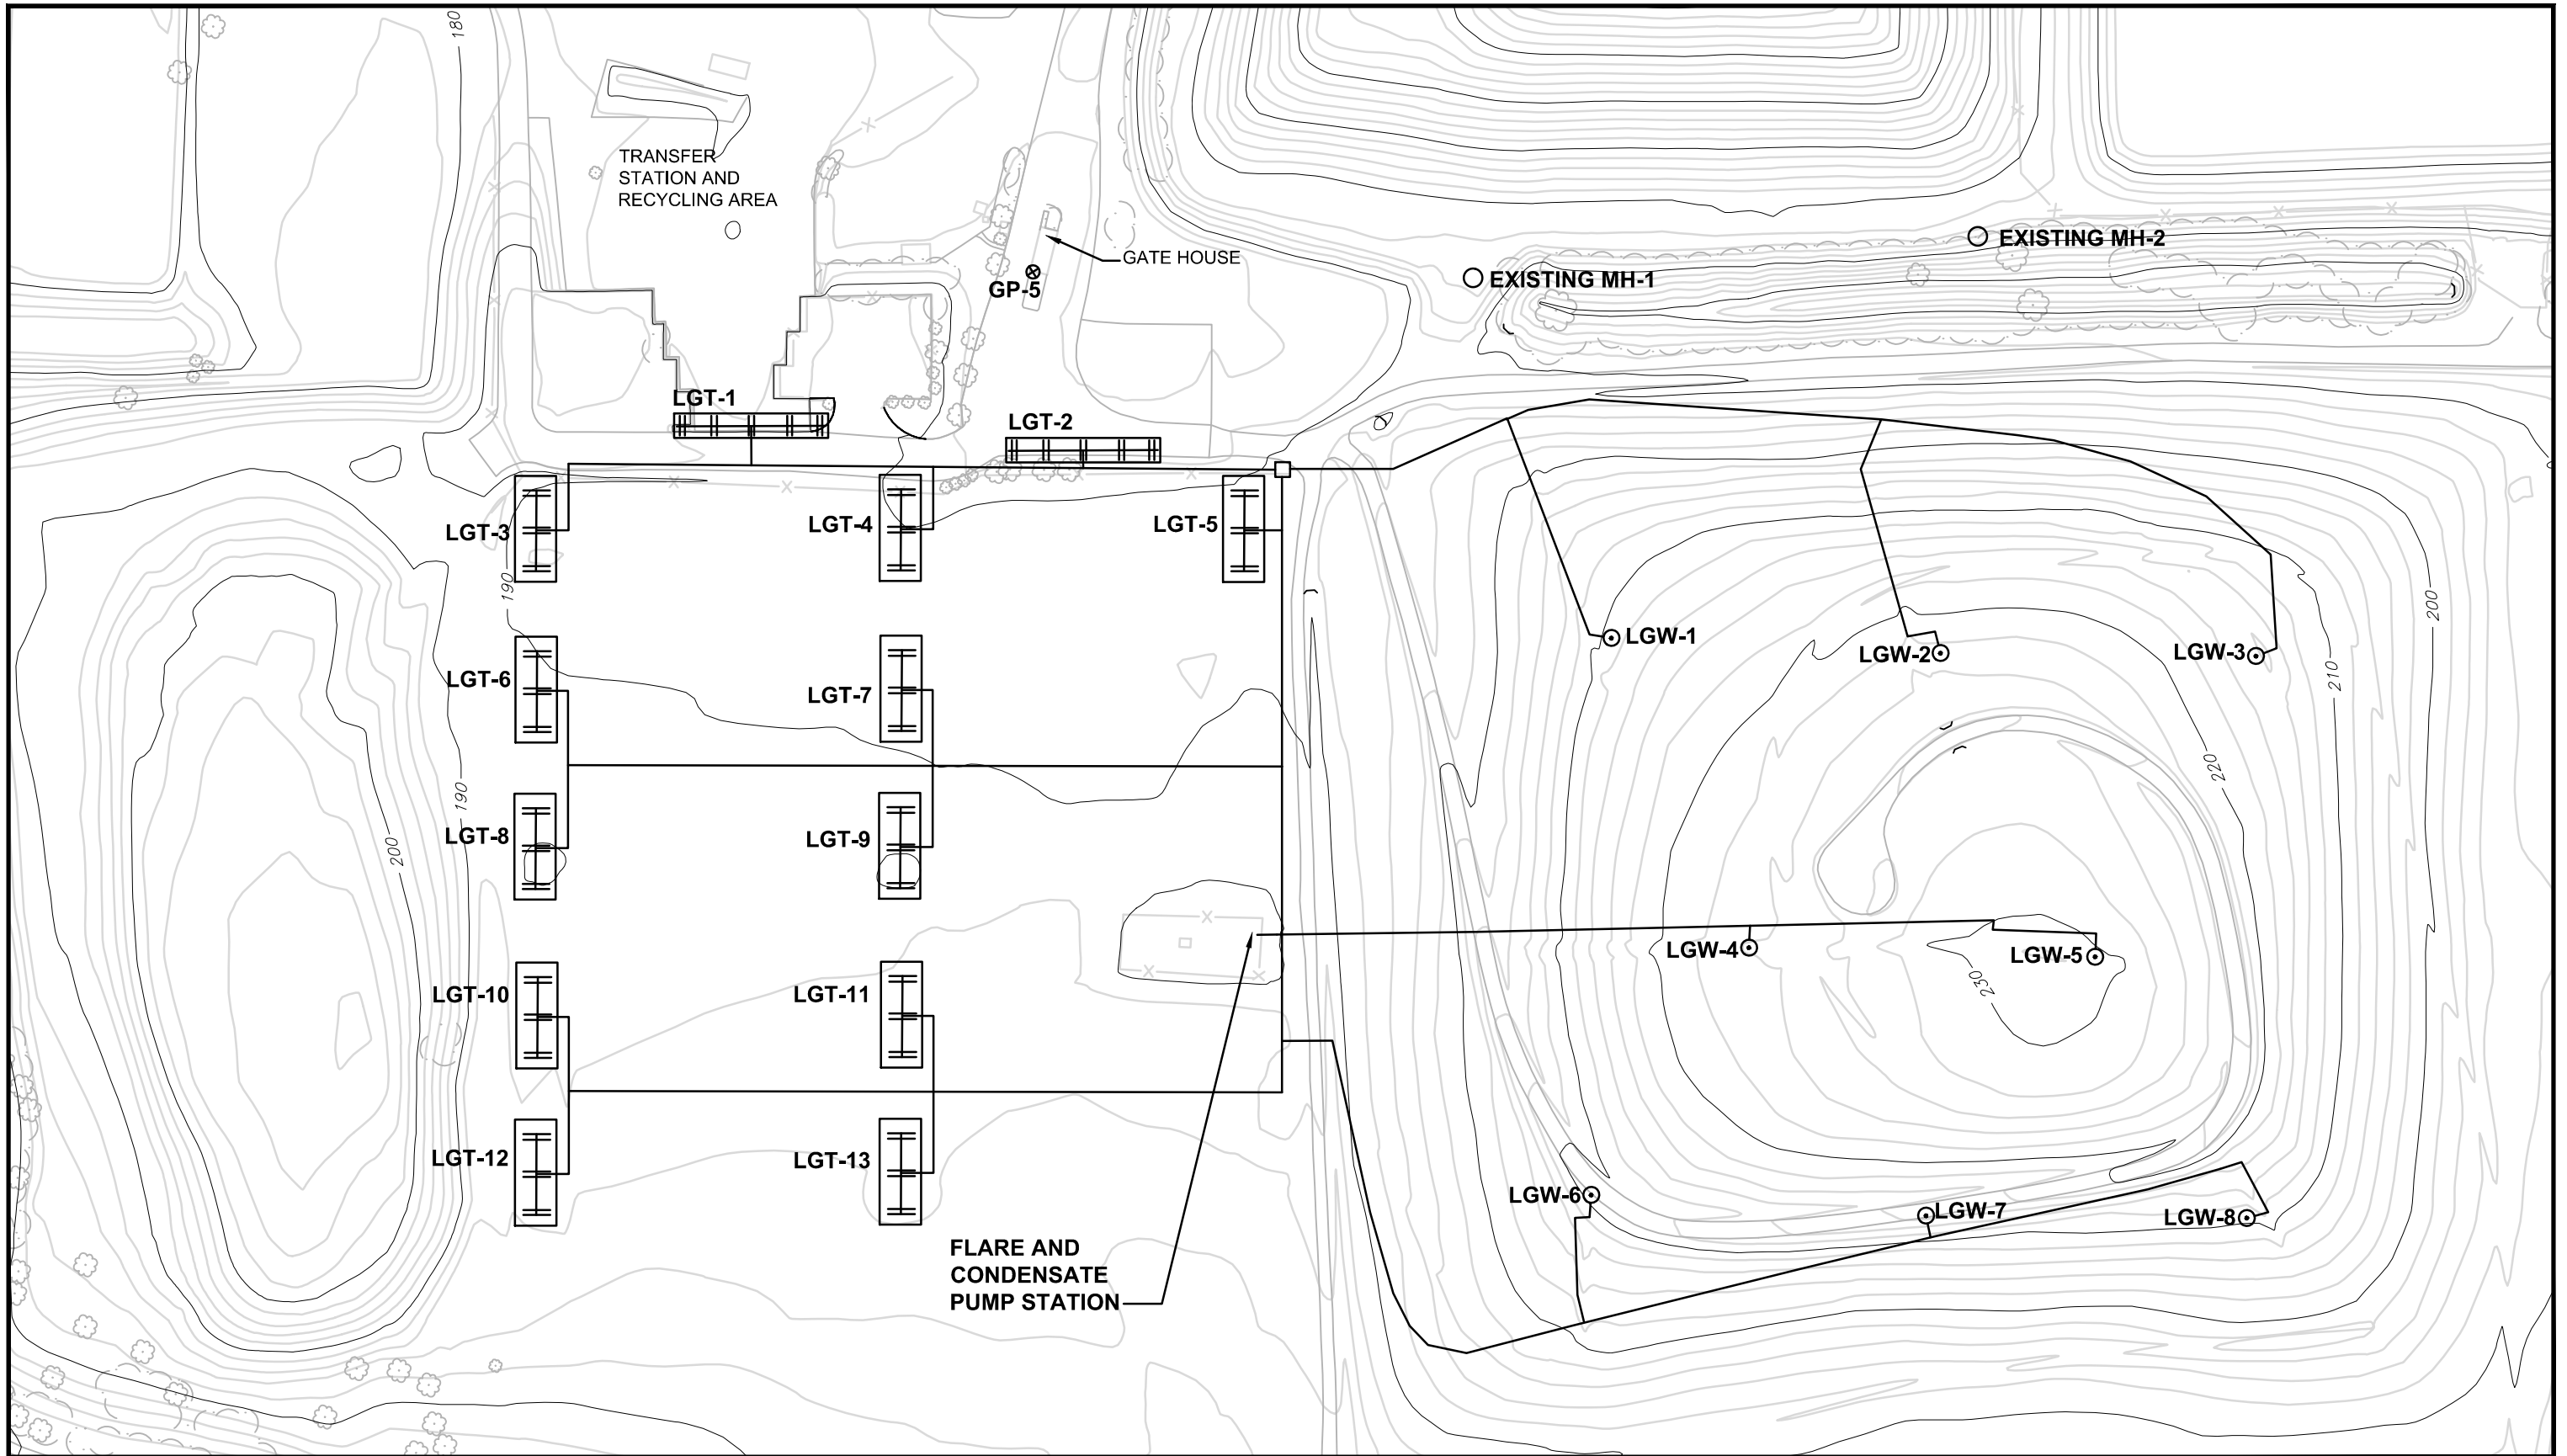 180
TRANSFER
STATION AND
RECYCLING AREA
GATE HOUSE
GP-5
EXISTING MH-2
EXISTING MH-1
LGT-1
LGT-2
LGT-3
LGT-4
LGT-5
190
200
LGW-1
LGW-2
LGW-3
210
LGT-6
LGT-7
190
220
200
LGT-8
LGT-9
LGW-4
LGW-5
230
LGT-10
LGT-11
LGT-12
LGT-13
LGW-6
LGW-7
LGW-8
FLARE AND
CONDENSATE
PUMP STATION